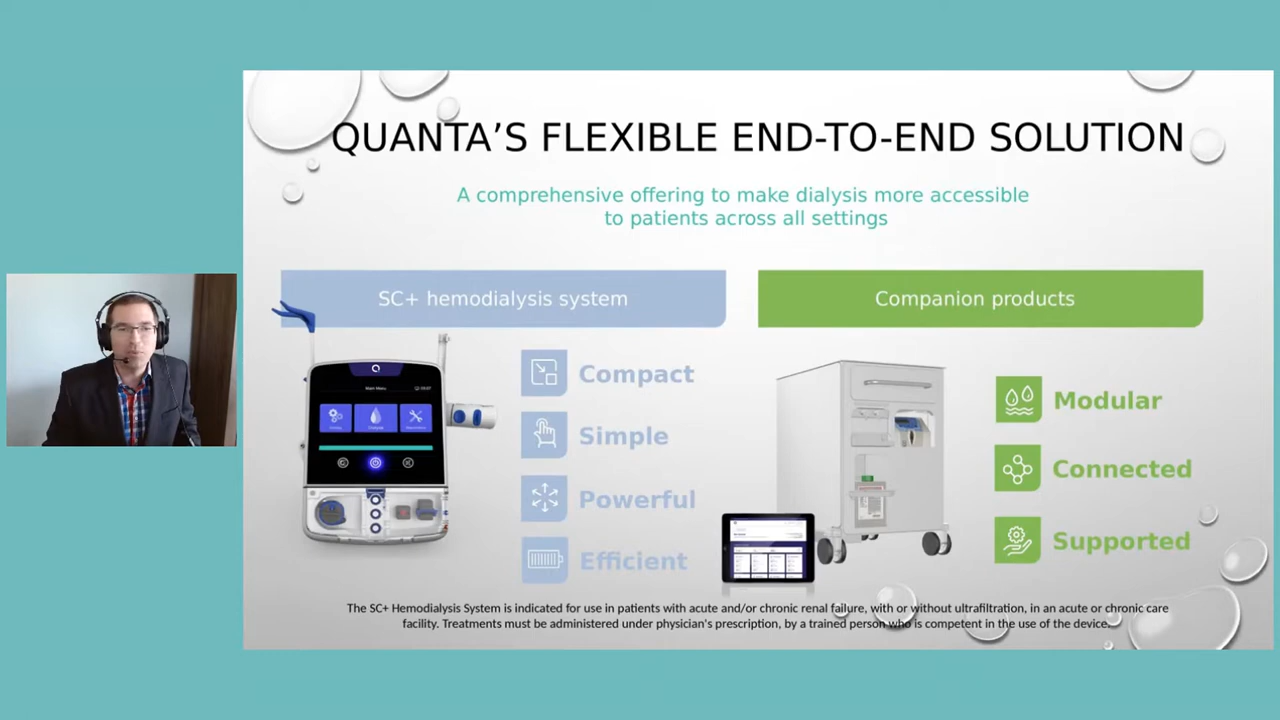 QUANTA’S FLEXIBLE END-TO-END SOLUTION
A comprehensive offering to make dialysis more accessible
to patients across all settings
SC+ hemodialysis system
Companion products
Main Menu
Compact
Simple
Powerful
Efficient
Modular
Connected
Supported
The SC+ Hemodialysis System is indicated for use in patients with acute and/or chronic renal failure, with or without ultrafiltration, in an acute or chronic care
facility. Treatments must be administered under physician's prescription, by a trained person who is competent in the use of the device.